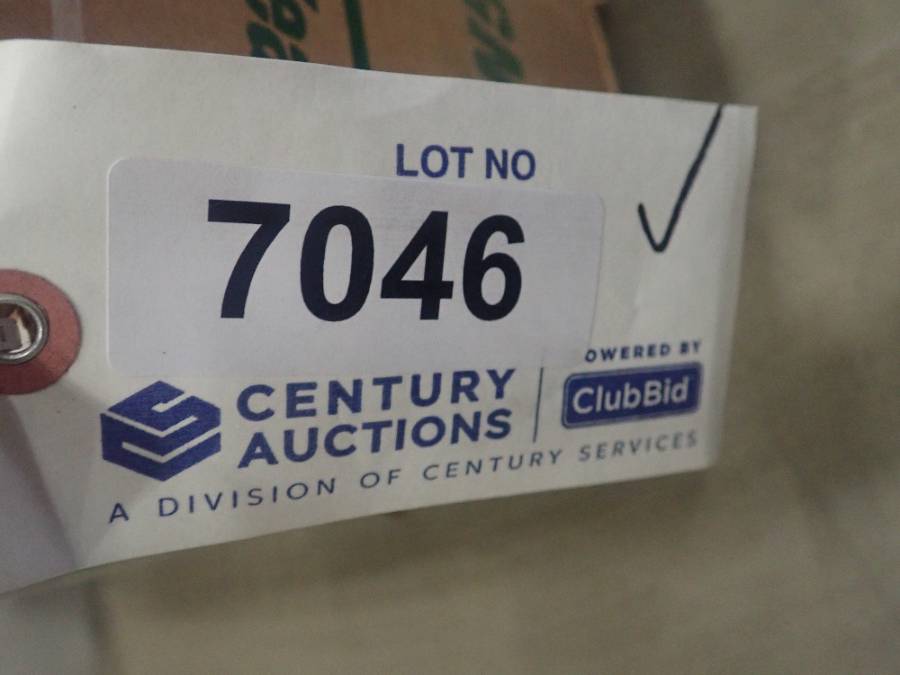 LOT NO
7046
CENTURY
AUCTIONS
OWERED BY
ClubBid
A DIVISION OF CENTURY SERVICES